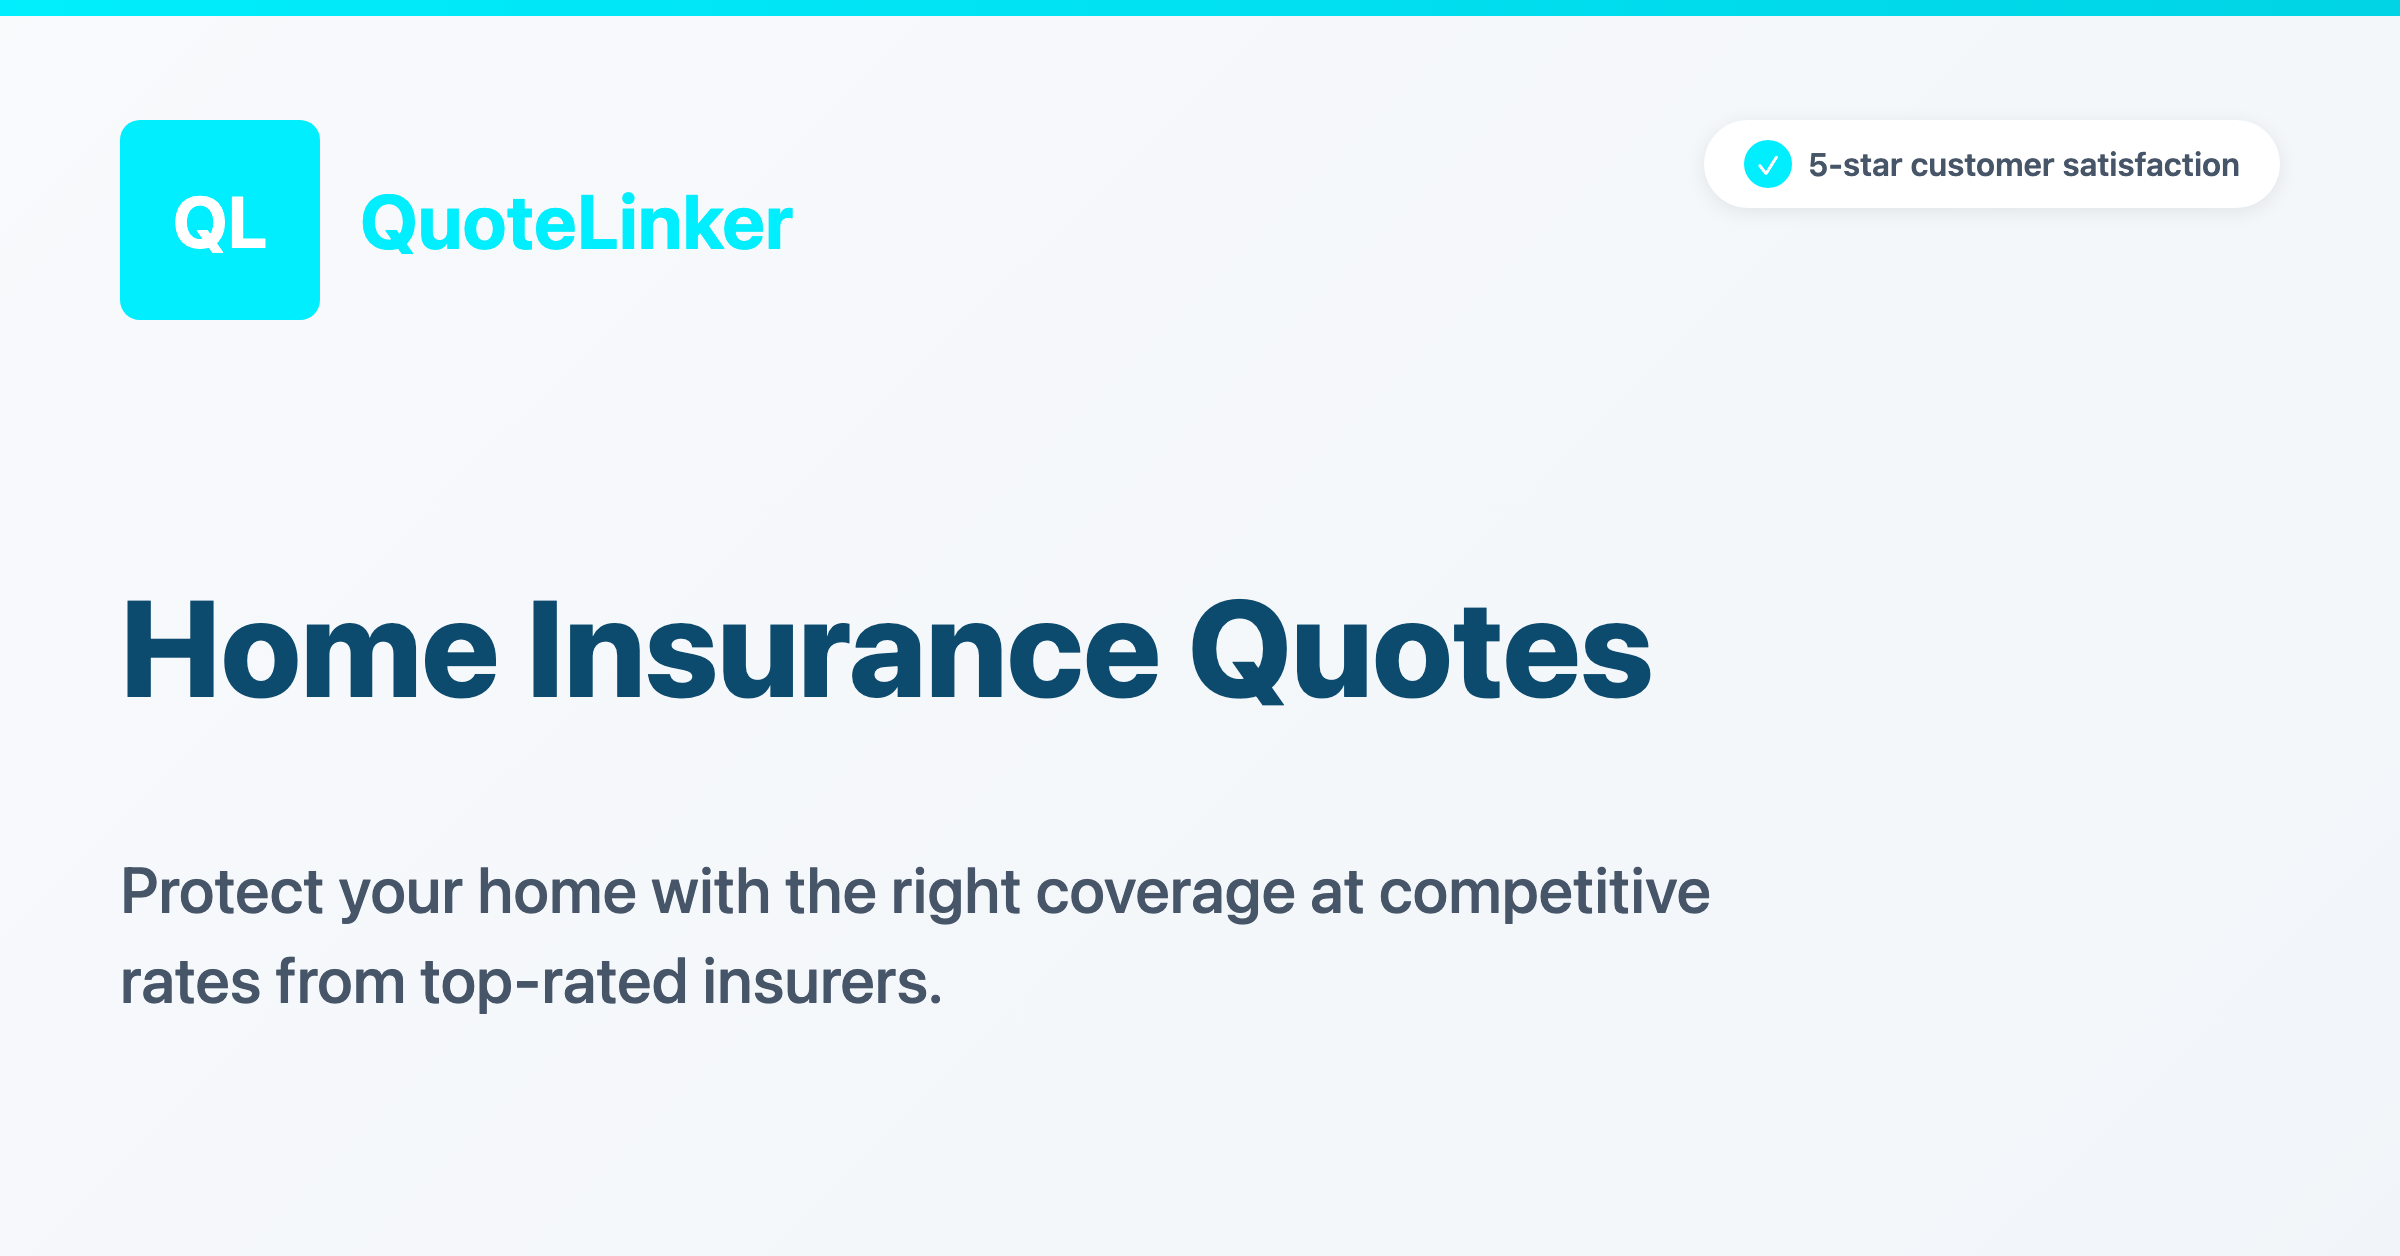 QL
QuoteLinker
5-star customer satisfaction
Home Insurance Quotes
Protect your home with the right coverage at competitive
rates from top-rated insurers.